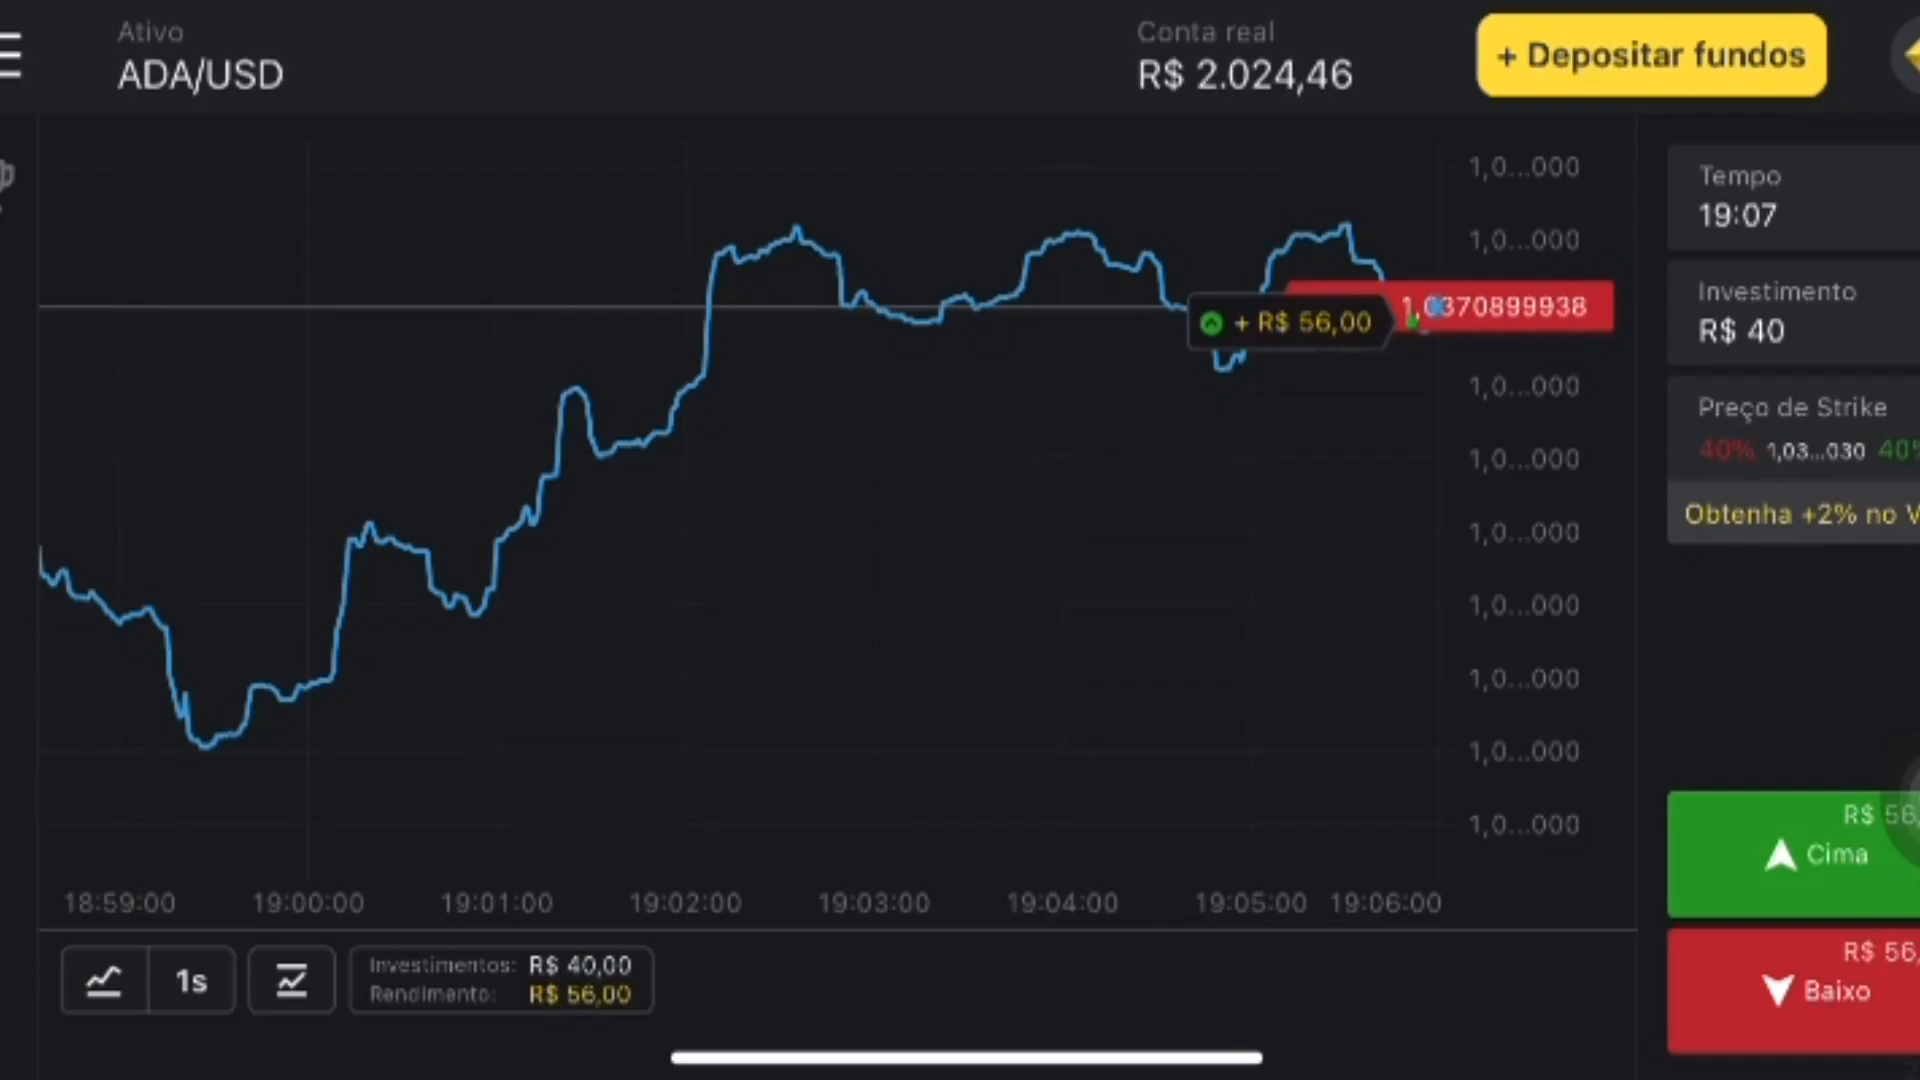 Ativo
ADA/USD
Conta real
R$ 2.024,46
+ Depositar fundos
1,0...000
1,0...000
1,0370899938
+ R$ 56,00
1,0...000
1,0...000
1,0...000
1,0...000
1,0...000
1,0...000
1,0...000
18:59:00 19:00:00 19:01:00 19:02:00 19:03:00 19:04:00 19:05:00 19:06:00
1s
Investimentos: R$ 40,00
Rendimento: R$ 56,00
Tempo
19:07
Investimento
R$ 40
Preço de Strike
40% 1,03...030 40%
Obtenha +2% no V
R$ 56,
Cima
R$ 56,
Baixo